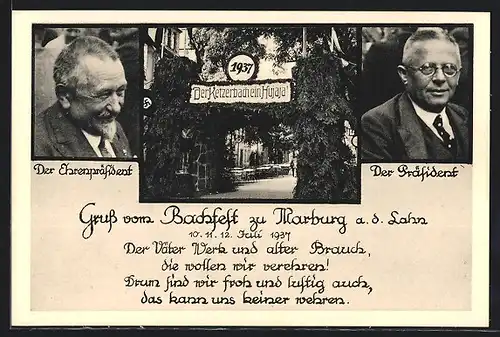 1937
"Der Ketzerbach ein Hujaja"
Der Ehrenpräsident
Der Präsident
Gruß vom Bachfest zu Marburg a. d. Lahn
10. 11. 12. Juli 1937
Der Väter Werk und alter Brauch,
die wollen wir verehren!
Drum sind wir froh und lustig auch,
das kann uns keiner wehren.